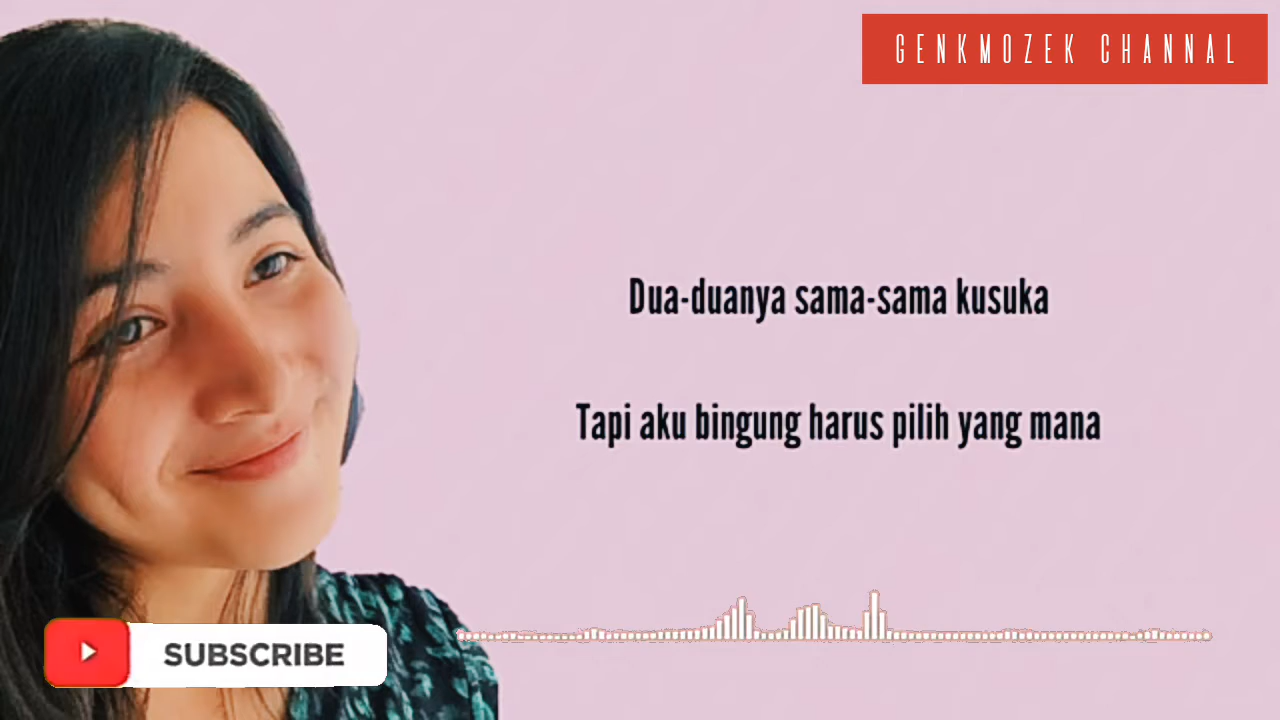 GENKMOZEK CHANNAL
Dua-duanya sama-sama kusuka
Tapi aku bingung harus pilih yang mana
SUBSCRIBE